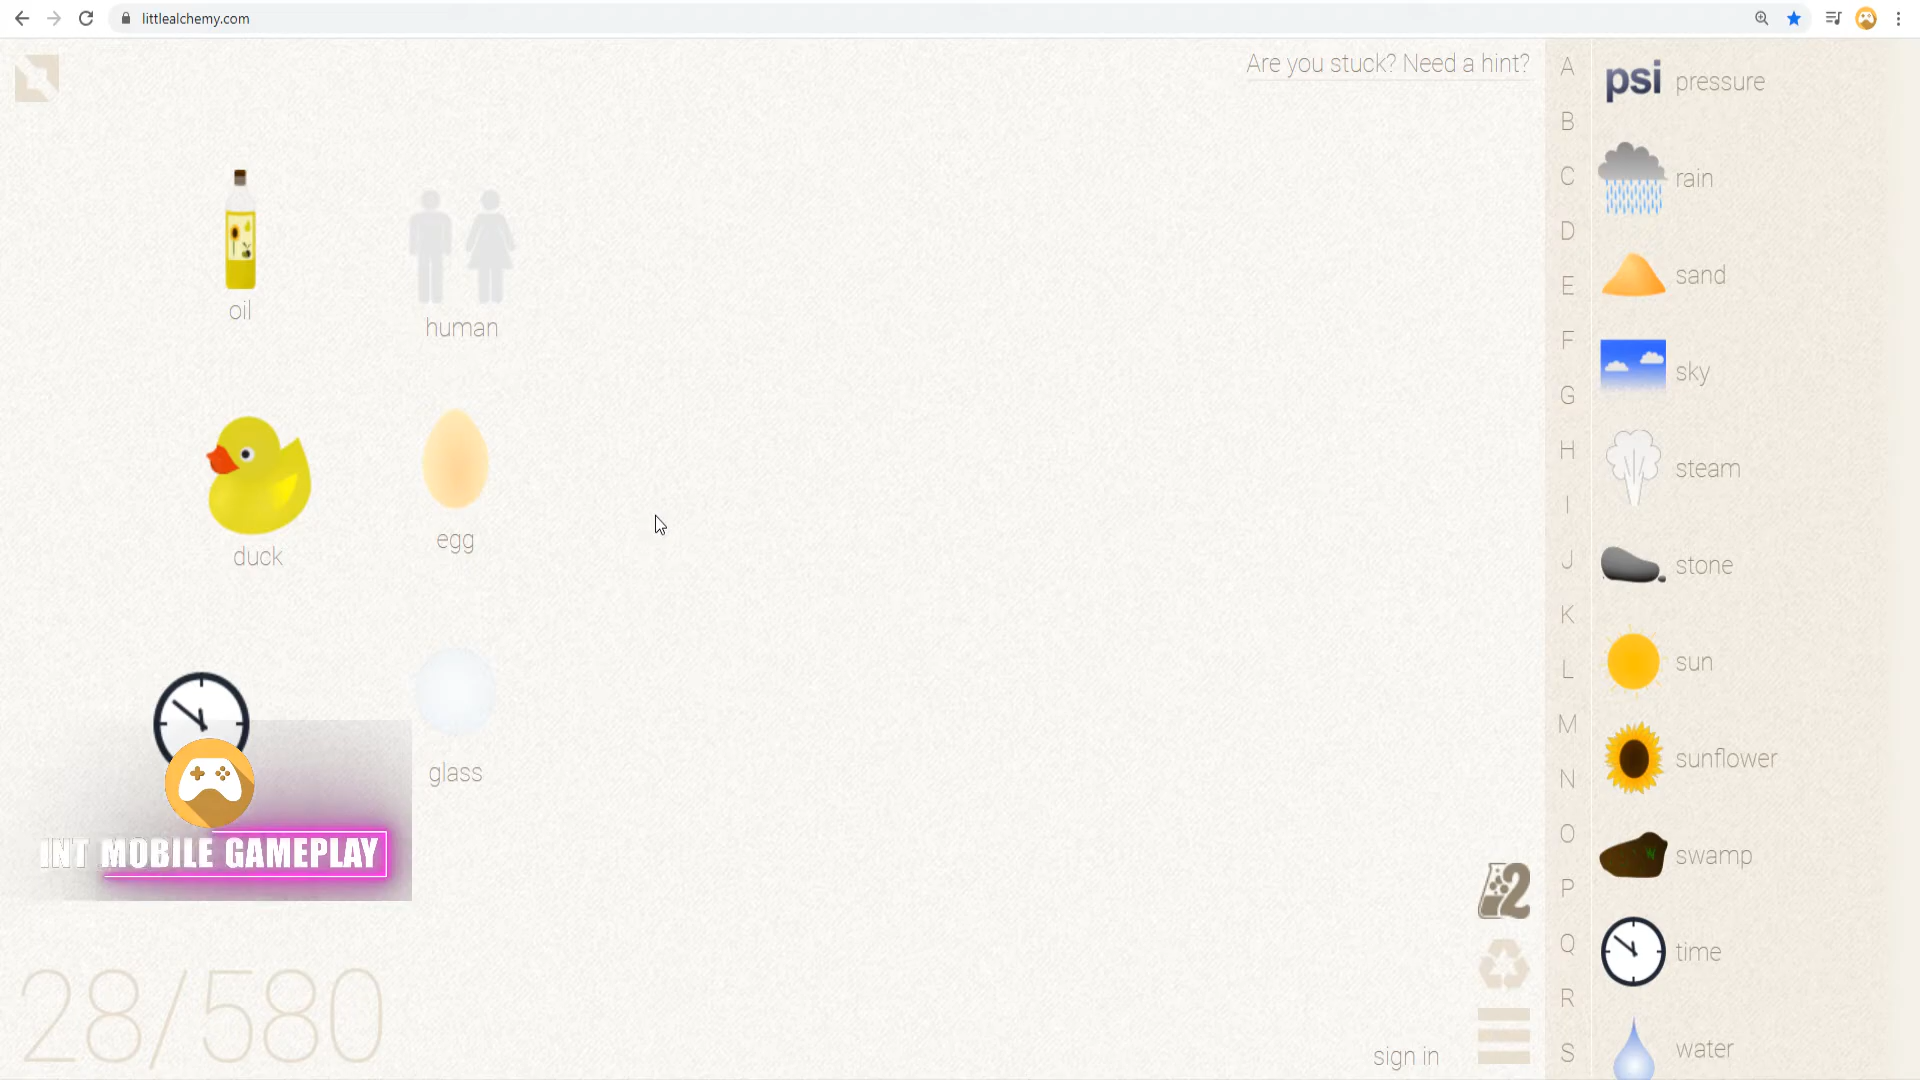 littlealchemy.com
Are you stuck? Need a hint?
oil
human
duck
egg
glass
INT MOBILE GAMEPLAY
28/580
sign in
2
A
B
C
D
E
F
G
H
I
J
K
L
M
N
O
P
Q
R
S
psi pressure
rain
sand
sky
steam
stone
sun
sunflower
swamp
time
water